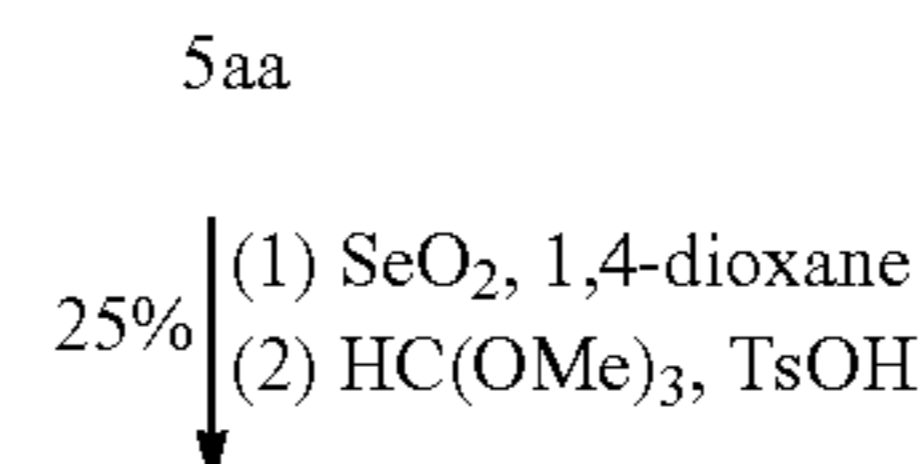 5aa
(1) SeO₂, 1,4-dioxane
25%
(2) HC(OMe)₃, TsOH